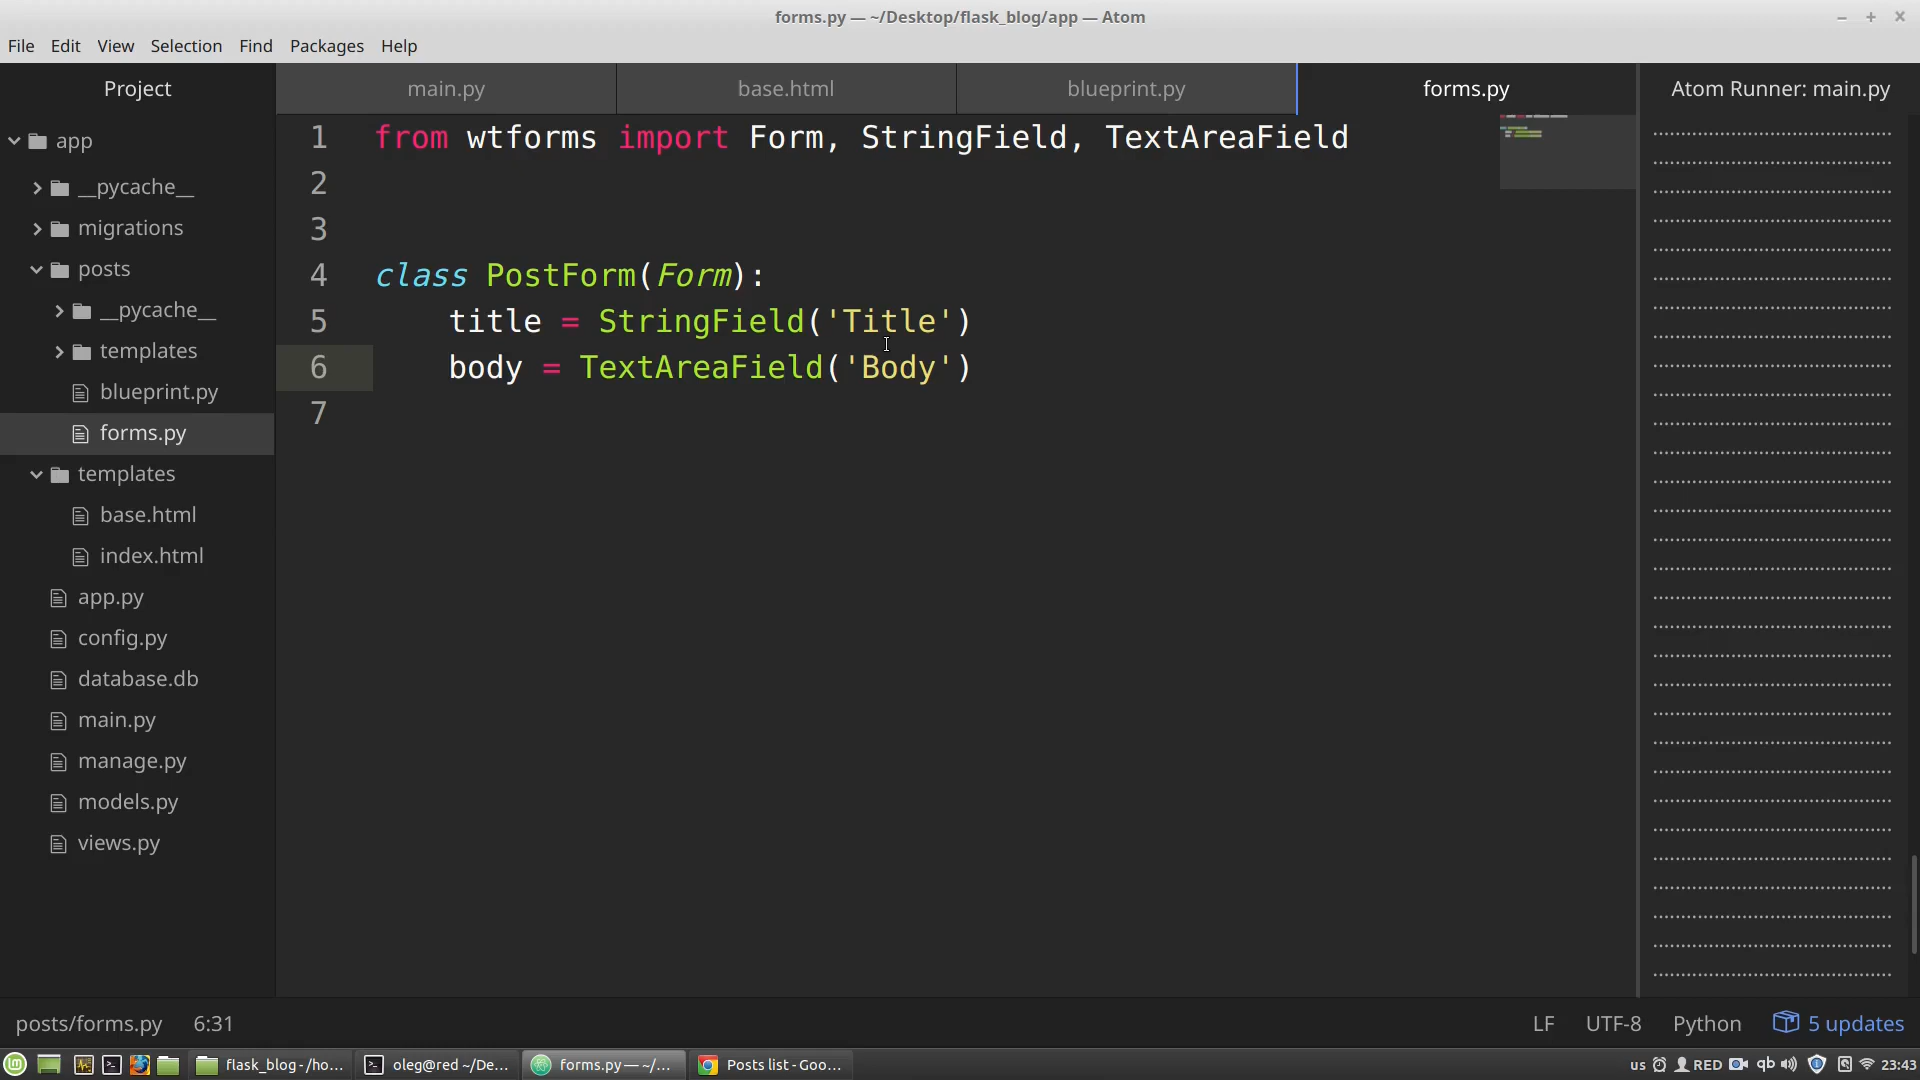 forms.py — ~/Desktop/flask_blog/app — Atom
File Edit View Selection Find Packages Help
Project
app
__pycache__
migrations
posts
__pycache__
templates
blueprint.py
forms.py
templates
base.html
index.html
app.py
config.py
database.db
main.py
manage.py
models.py
views.py
main.py base.html blueprint.py forms.py
1 from wtforms import Form, StringField, TextAreaField
2
3
4 class PostForm(Form):
5 title = StringField('Title')
6 body = TextAreaField('Body')
7
Atom Runner: main.py
posts/forms.py 6:31 LF UTF-8 Python 5 updates
flask_blog - /ho... oleg@red ~/De... forms.py — ~/... Posts list - Goo... us RED qb 23:43